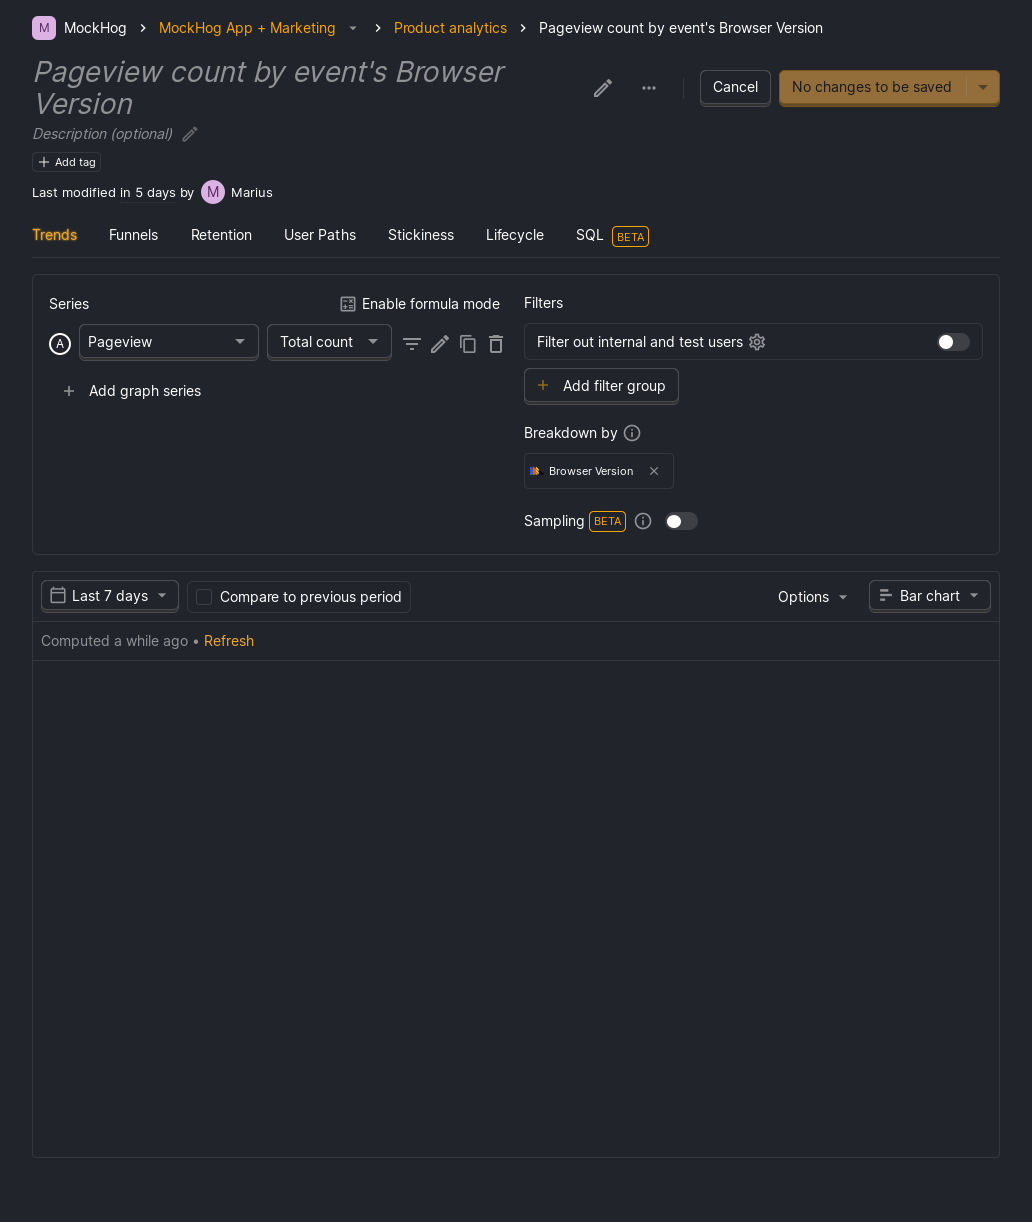 M MockHog MockHog App + Marketing Product analytics Pageview count by event's Browser Version
Pageview count by event's Browser
Version
Cancel No changes to be saved
Description (optional)
Add tag
Last modified in 5 days by M Marius
Trends Funnels Retention User Paths Stickiness Lifecycle SQL BETA
Series Enable formula mode
A Pageview Total count
Add graph series
Filters
Filter out internal and test users
Add filter group
Breakdown by
Browser Version
Sampling BETA
Last 7 days Compare to previous period Options Bar chart
Computed a while ago • Refresh